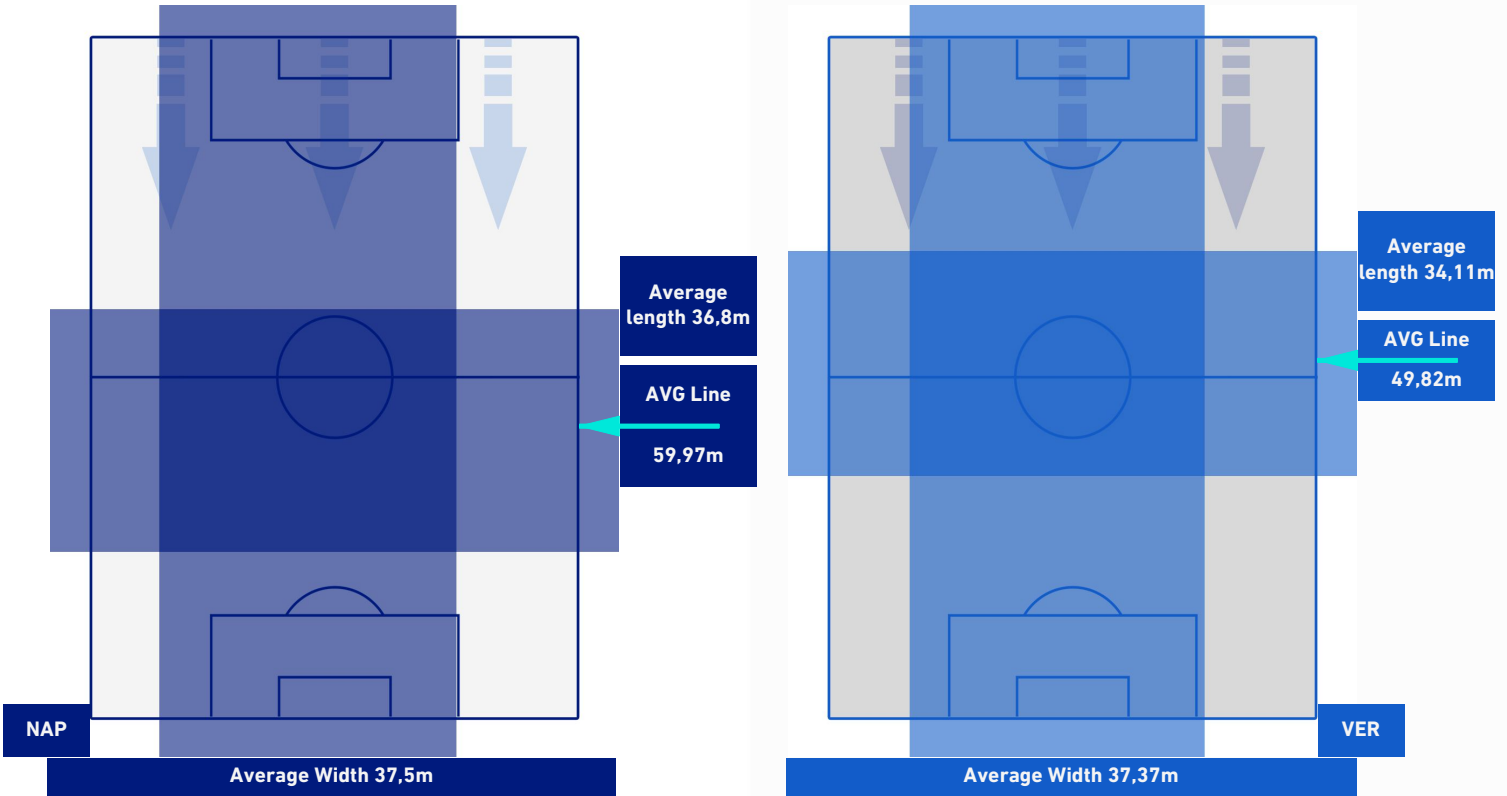 Average
length 36,8m
AVG Line
59,97m
NAP
Average Width 37,5m
Average
length 34,11m
AVG Line
49,82m
VER
Average Width 37,37m